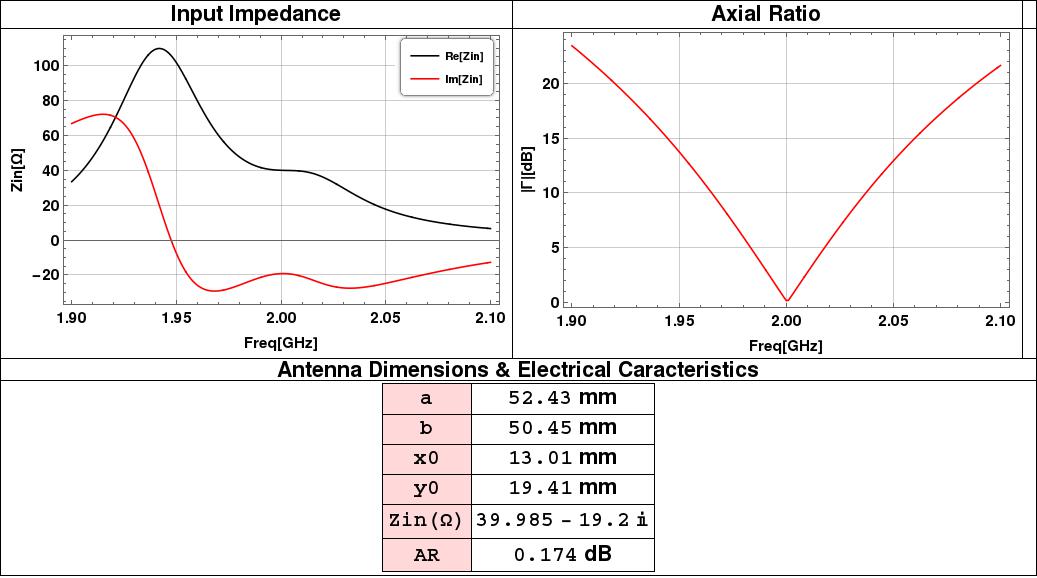 Input Impedance
Axial Ratio
Zin[Ω]
100
80
60
40
20
0
−20
1.90
1.95
2.00
2.05
2.10
Freq[GHz]
Re[Zin]
Im[Zin]
|Γ|[dB]
20
15
10
5
0
1.90
1.95
2.00
2.05
2.10
Freq[GHz]
Antenna Dimensions & Electrical Caracteristics
a 52.43 mm
b 50.45 mm
x0 13.01 mm
y0 19.41 mm
Zin(Ω) 39.985 − 19.2 i
AR 0.174 dB